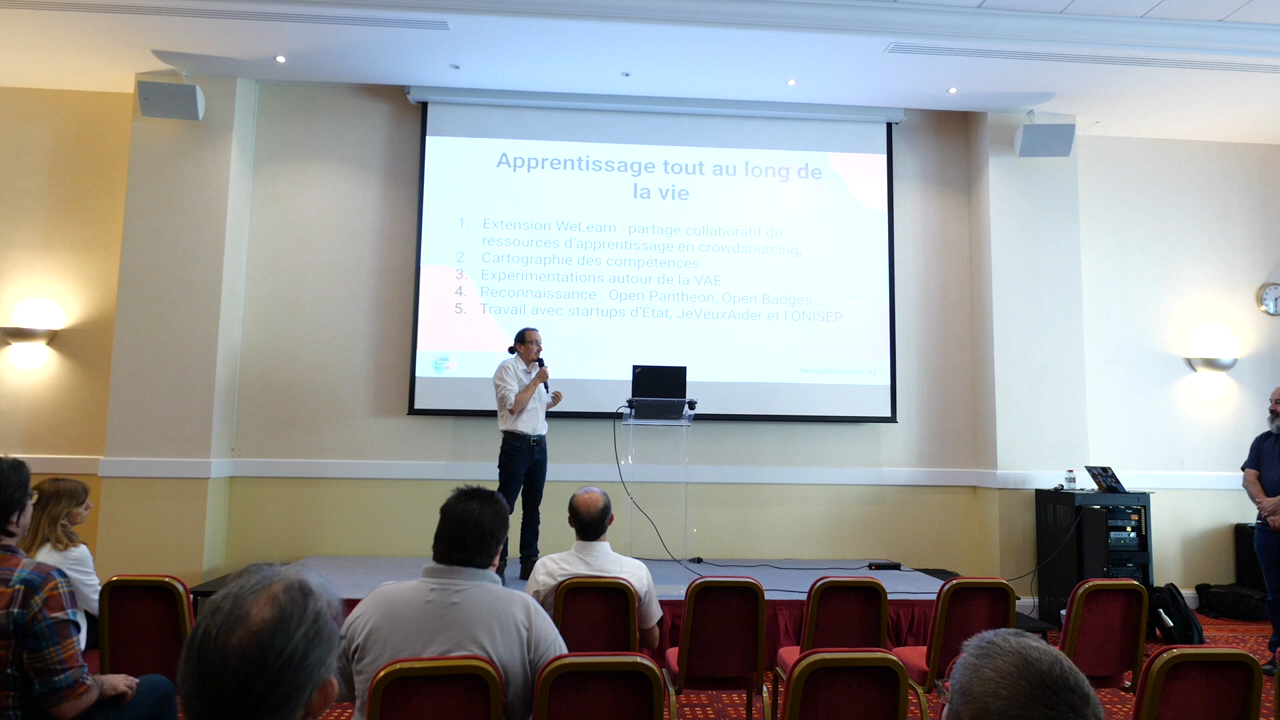 Apprentissage tout au long de
la vie
1. Extension WeLearn : partage collaboratif de
ressources d'apprentissage en crowdsourcing,
2. Cartographie des compétences
3. Expérimentations autour de la VAE
4. Reconnaissance : Open Pantheon, Open Badges...
5. Travail avec startups d'État, JeVeuxAider et l'ONISEP